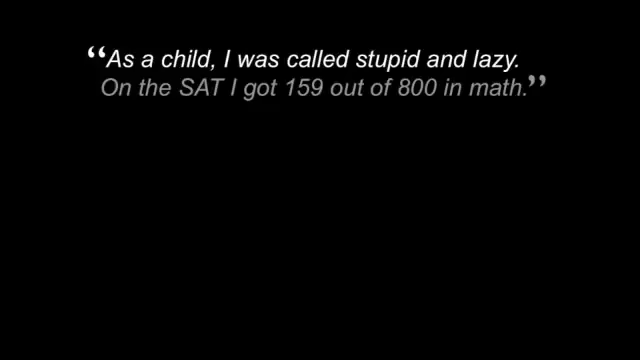 “As a child, I was called stupid and lazy.
On the SAT I got 159 out of 800 in math.”